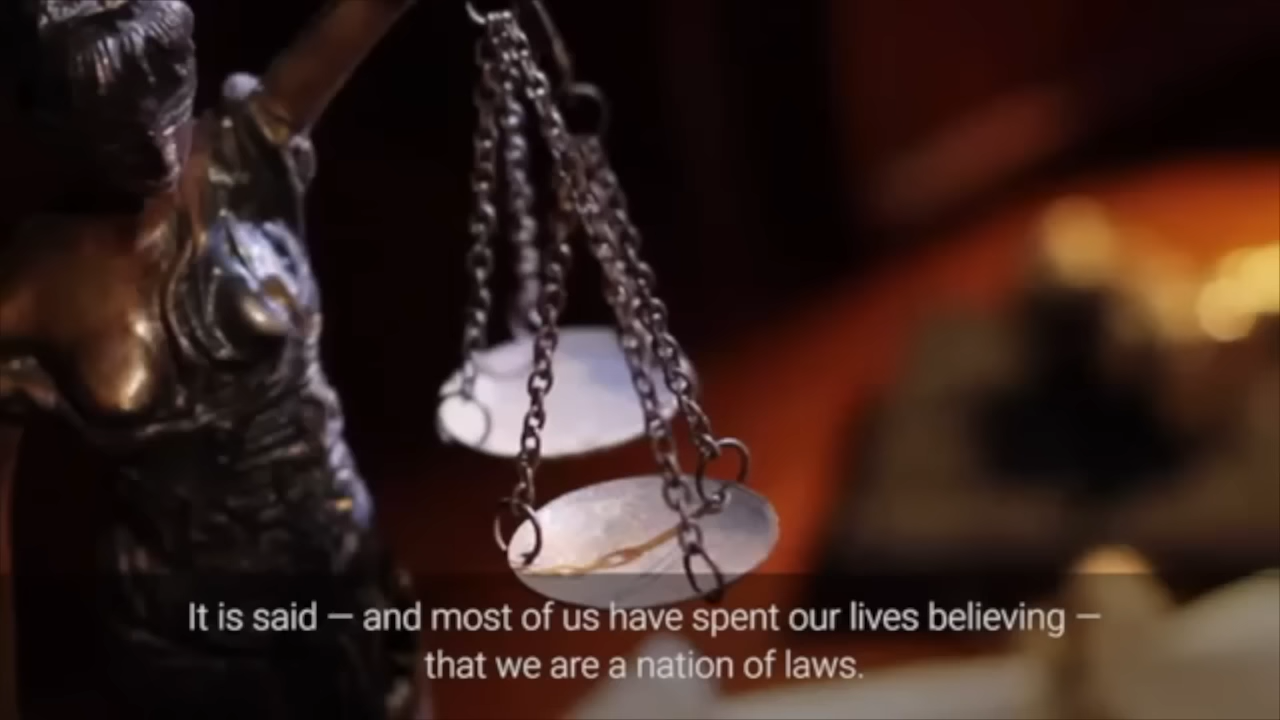 It is said — and most of us have spent our lives believing —
that we are a nation of laws.